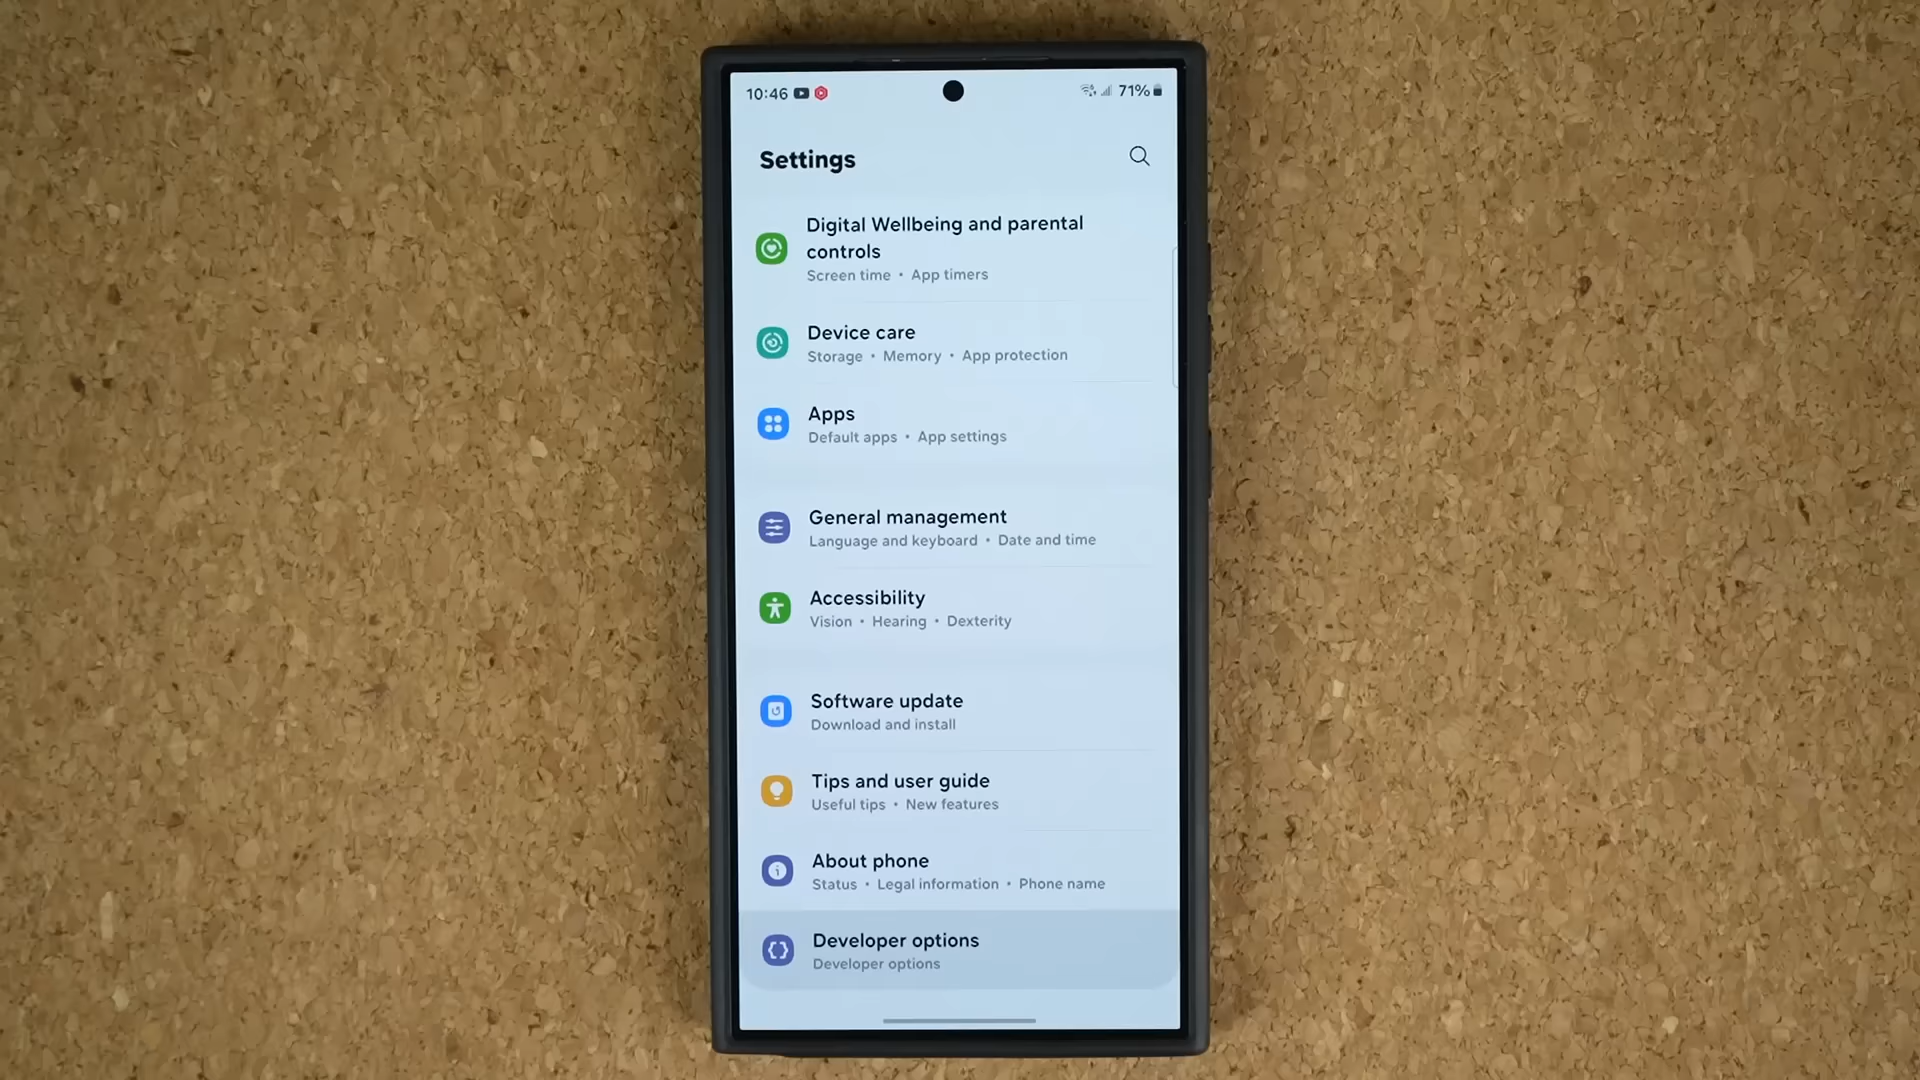 10:46
71%
Settings
Digital Wellbeing and parental
controls
Screen time • App timers
Device care
Storage • Memory • App protection
Apps
Default apps • App settings
General management
Language and keyboard • Date and time
Accessibility
Vision • Hearing • Dexterity
Software update
Download and install
Tips and user guide
Useful tips • New features
About phone
Status • Legal information • Phone name
Developer options
Developer options